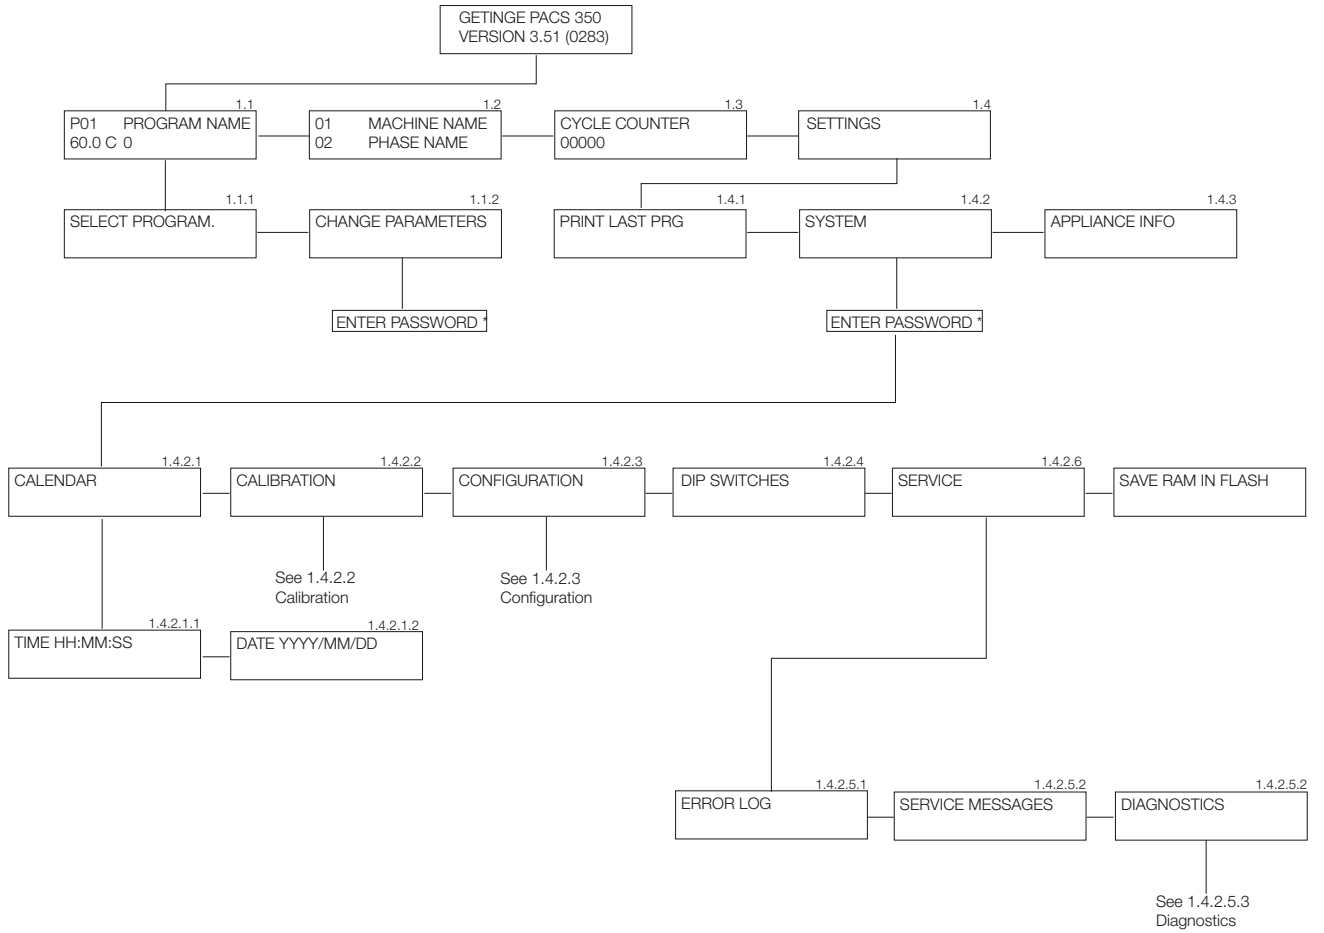 GETINGE PACS 350
VERSION 3.51 (0283)
1.1
P01 PROGRAM NAME
60.0 C 0
1.2
01 MACHINE NAME
02 PHASE NAME
1.3
CYCLE COUNTER
00000
1.4
SETTINGS
1.1.1
SELECT PROGRAM.
1.1.2
CHANGE PARAMETERS
1.4.1
PRINT LAST PRG
1.4.2
SYSTEM
1.4.3
APPLIANCE INFO
ENTER PASSWORD *
ENTER PASSWORD *
1.4.2.1
CALENDAR
1.4.2.2
CALIBRATION
1.4.2.3
CONFIGURATION
1.4.2.4
DIP SWITCHES
1.4.2.6
SERVICE
SAVE RAM IN FLASH
See 1.4.2.2
Calibration
See 1.4.2.3
Configuration
1.4.2.1.1
TIME HH:MM:SS
1.4.2.1.2
DATE YYYY/MM/DD
1.4.2.5.1
ERROR LOG
1.4.2.5.2
SERVICE MESSAGES
1.4.2.5.2
DIAGNOSTICS
See 1.4.2.5.3
Diagnostics